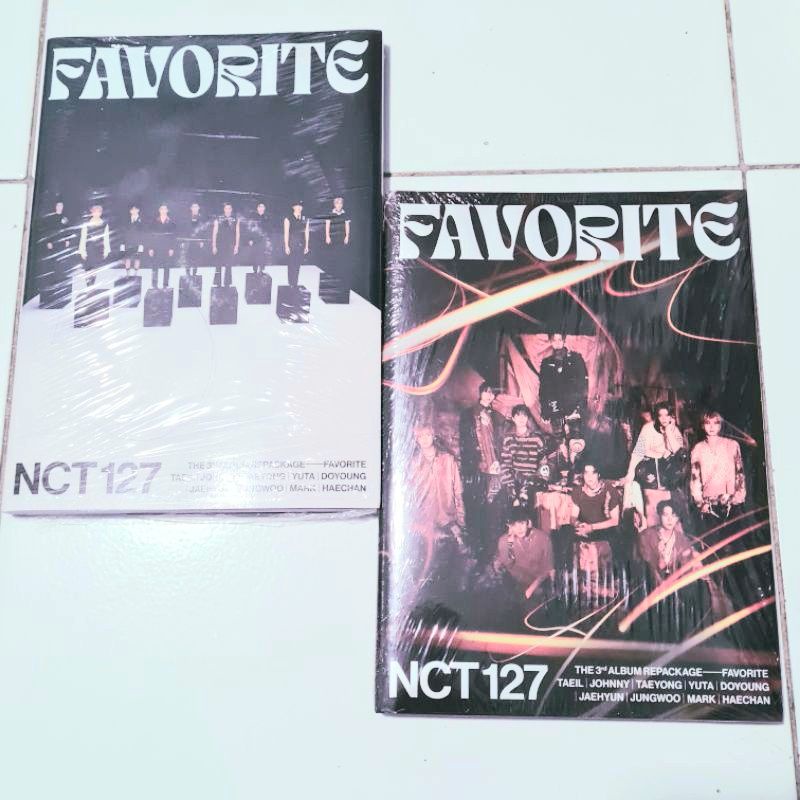 FAVORITE
NCT 127
THE 3rd ALBUM REPACKAGE——FAVORITE
YUTA | DOYOUNG
JUNGWOO | MARK | HAECHAN
FAVORITE
NCT 127
THE 3rd ALBUM REPACKAGE——FAVORITE
TAEIL | JOHNNY | TAEYONG | YUTA | DOYOUNG
| JAEHYUN | JUNGWOO | MARK | HAECHAN